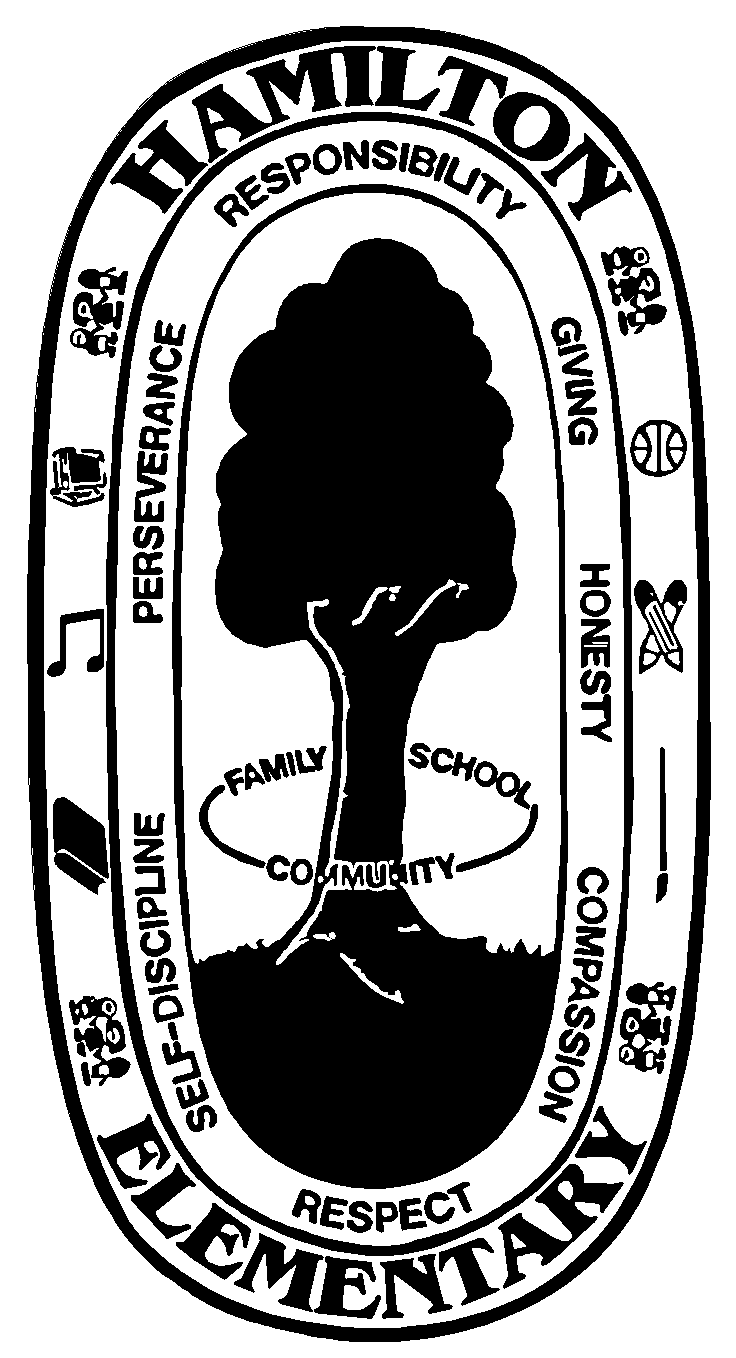 HAMILTON
RESPONSIBILITY
GIVING
HONESTY
COMPASSION
RESPECT
SELF-DISCIPLINE
PERSEVERANCE
FAMILY
SCHOOL
COMMUNITY
ELEMENTARY